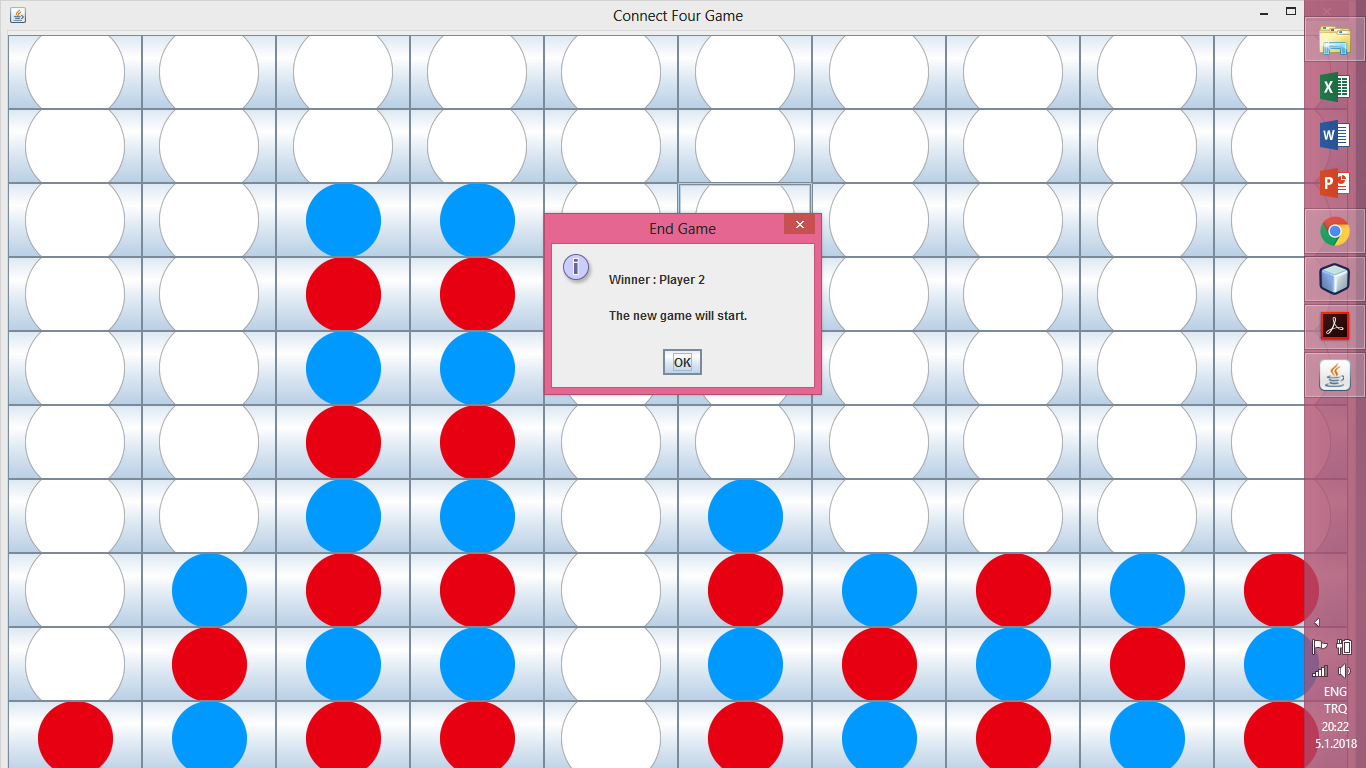 Connect Four Game
End Game
Winner : Player 2
The new game will start.
OK
ENG
TRQ
20:22
5.1.2018